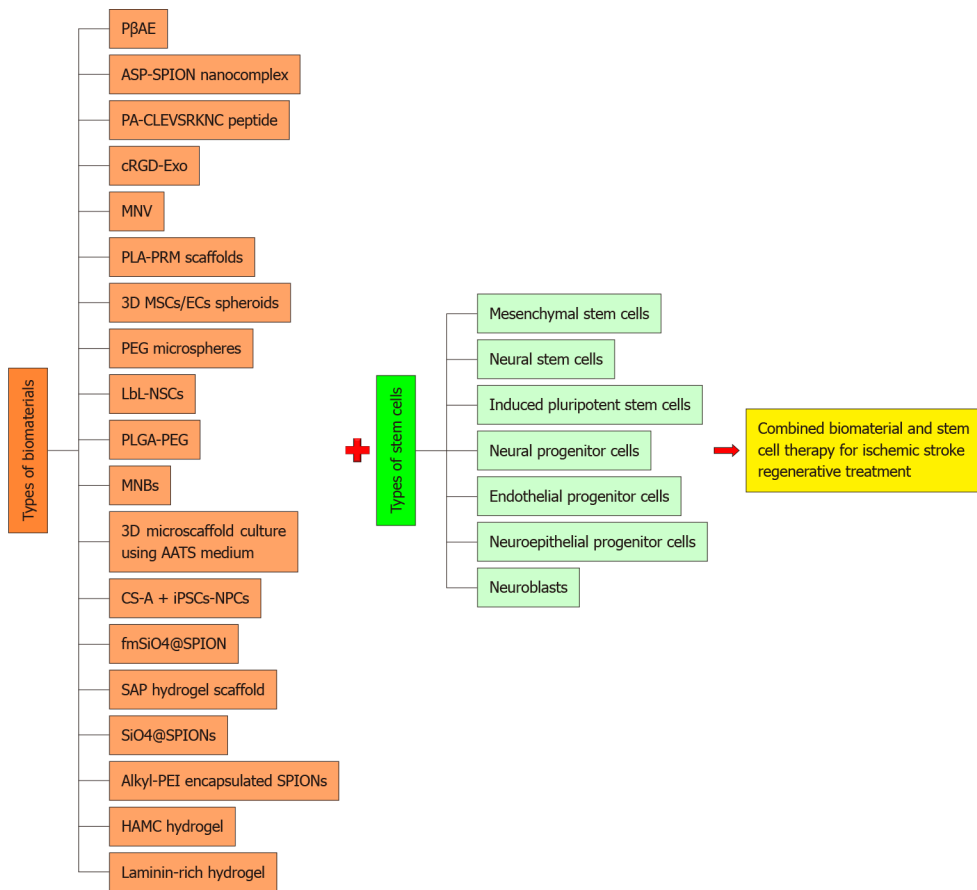 Types of biomaterials
PβAE
ASP-SPION nanocomplex
PA-CLEVSRKNC peptide
cRGD-Exo
MNV
PLA-PRM scaffolds
3D MSCs/ECs spheroids
PEG microspheres
LbL-NSCs
PLGA-PEG
MNBs
3D microscaffold culture
using AATS medium
CS-A + iPSCs-NPCs
fmSiO4@SPION
SAP hydrogel scaffold
SiO4@SPIONs
Alkyl-PEI encapsulated SPIONs
HAMC hydrogel
Laminin-rich hydrogel
Types of stem cells
Mesenchymal stem cells
Neural stem cells
Induced pluripotent stem cells
Neural progenitor cells
Endothelial progenitor cells
Neuroepithelial progenitor cells
Neuroblasts
Combined biomaterial and stem
cell therapy for ischemic stroke
regenerative treatment